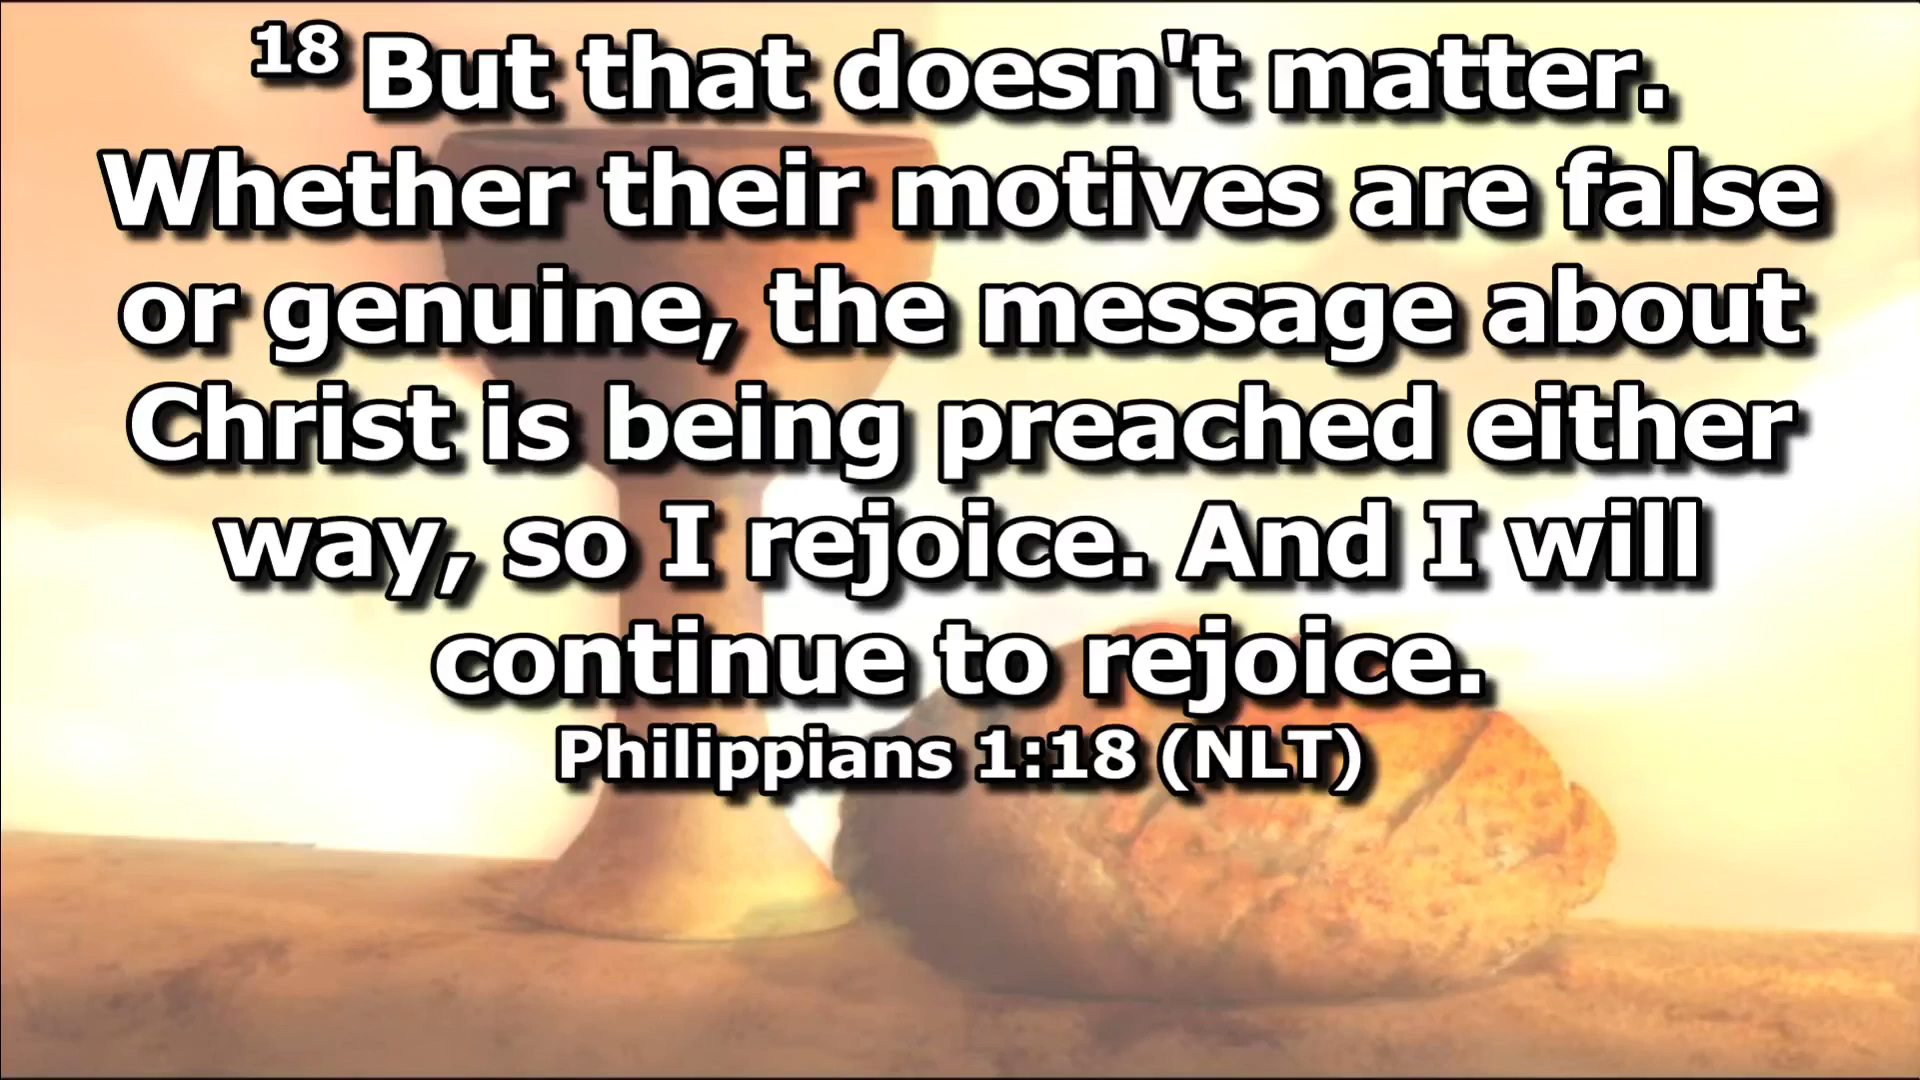 18 But that doesn't matter.
Whether their motives are false
or genuine, the message about
Christ is being preached either
way, so I rejoice. And I will
continue to rejoice.
Philippians 1:18 (NLT)